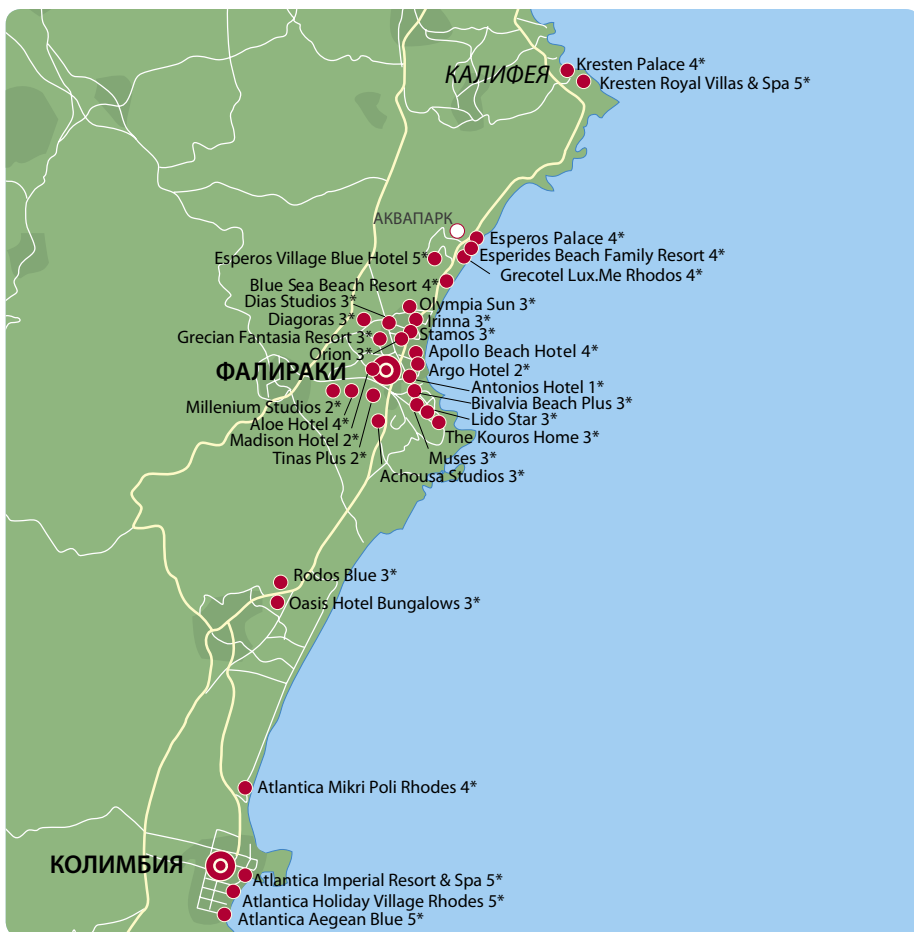 Kresten Palace 4*
КАЛИФЕЯ
Kresten Royal Villas & Spa 5*
АКВАПАРК
Esperos Palace 4*
Esperos Village Blue Hotel 5*
Esperides Beach Family Resort 4*
Grecotel Lux.Me Rhodos 4*
Blue Sea Beach Resort 4*
Dias Studios 3*
Olympia Sun 3*
Diagoras 3*
Irinna 3*
Grecian Fantasia Resort 3*
Stamos 3*
Orion 3*
Apollo Beach Hotel 4*
ФАЛИРАКИ
Argo Hotel 2*
Antonios Hotel 1*
Millenium Studios 2*
Bivalvia Beach Plus 3*
Aloe Hotel 4*
Lido Star 3*
Madison Hotel 2*
The Kouros Home 3*
Tinas Plus 2*
Muses 3*
Achousa Studios 3*
Rodos Blue 3*
Oasis Hotel Bungalows 3*
Atlantica Mikri Poli Rhodes 4*
КОЛИМБИЯ
Atlantica Imperial Resort & Spa 5*
Atlantica Holiday Village Rhodes 5*
Atlantica Aegean Blue 5*